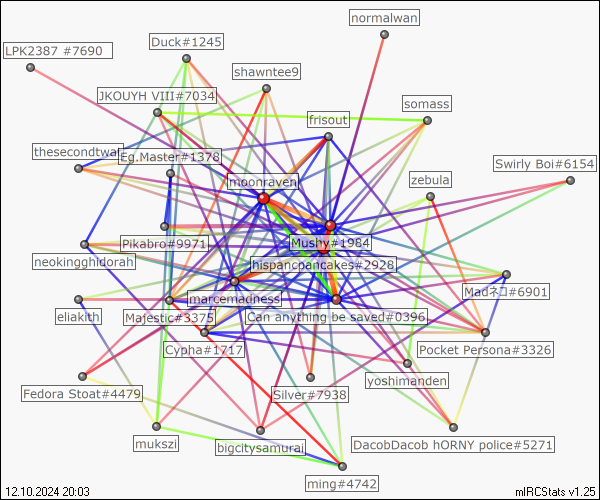 normalwan
Duck#1245
LPK2387 #7690
shawntee9
JKOUYH VIII#7034
somass
frisout
thesecondtwat
Eg.Master#1378
Swirly Boi#6154
moonraven
zebula
Pikabro#9971
Mushy#1984
neokingghidorah
hispancpancakes#2928
Madネロ#6901
marcemadness
eliakith
Majestic#3375
Can anything be saved#0396
Cypha#1717
Pocket Persona#3326
yoshimanden
Fedora Stoat#4479
Silver#7938
mukszi
bigcitysamurai
DacobDacob hORNY police#5271
ming#4742
12.10.2024 20:03
mIRCStats v1.25